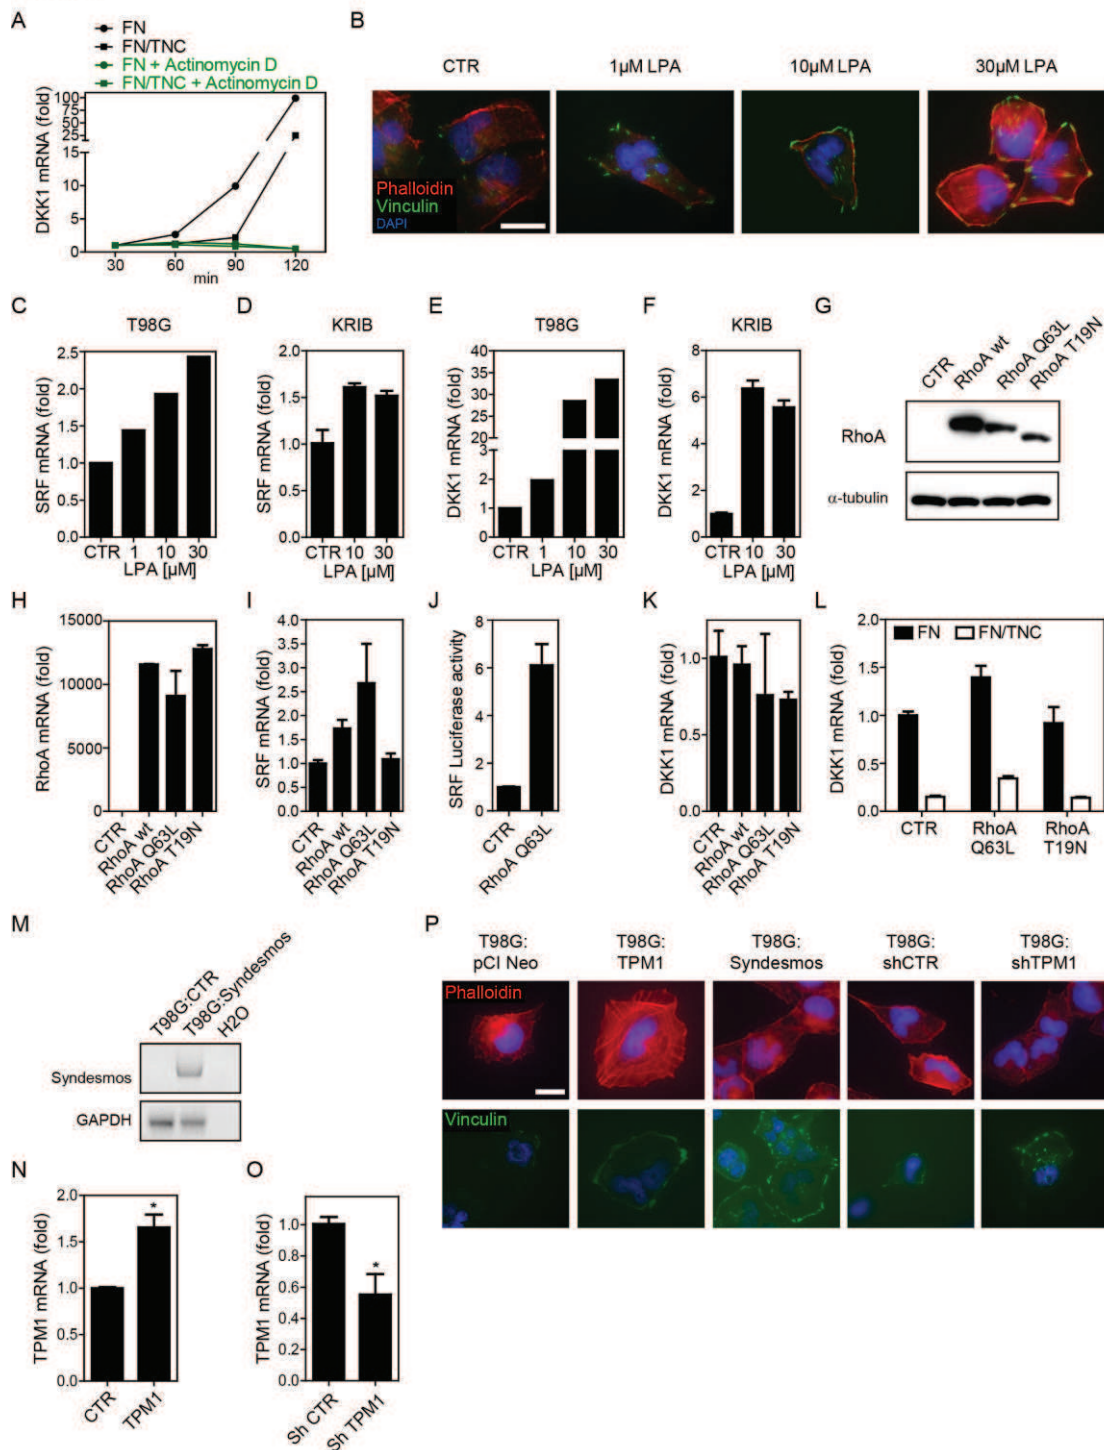 A
FN
FN/TNC
FN + Actinomycin D
FN/TNC + Actinomycin D
DKK1 mRNA (fold)
100
75
50
25
15
10
5
0
30 60 90 120
min
B
CTR 1µM LPA 10µM LPA 30µM LPA
Phalloidin
Vinculin
DAPI
C
T98G
SRF mRNA (fold)
2.5
2.0
1.5
1.0
0.5
0.0
CTR 1 10 30
LPA [µM]
D
KRIB
SRF mRNA (fold)
2.0
1.5
1.0
0.5
0.0
CTR 10 30
LPA [µM]
E
T98G
DKK1 mRNA (fold)
40
35
30
25
20
3
2
1
0
CTR 1 10 30
LPA [µM]
F
KRIB
DKK1 mRNA (fold)
8
6
4
2
0
CTR 10 30
LPA [µM]
G
CTR
RhoA wt
RhoA Q63L
RhoA T19N
RhoA
α-tubulin
H
RhoA mRNA (fold)
15000
10000
5000
0
CTR
RhoA wt
RhoA Q63L
RhoA T19N
I
SRF mRNA (fold)
4.0
3.5
3.0
2.5
2.0
1.5
1.0
0.5
0.0
CTR
RhoA wt
RhoA Q63L
RhoA T19N
J
SRF Luciferase activity
8
6
4
2
0
CTR
RhoA Q63L
K
DKK1 mRNA (fold)
1.0
0.5
0.0
CTR
RhoA wt
RhoA Q63L
RhoA T19N
L
FN FN/TNC
DKK1 mRNA (fold)
2.0
1.5
1.0
0.5
0.0
CTR RhoA RhoA
Q63L T19N
M
T98G:CTR
T98G:Syndesmos
H2O
Syndesmos
GAPDH
N
TPM1 mRNA (fold)
2.0
1.5
1.0
0.5
0.0
*
CTR
TPM1
O
TPM1 mRNA (fold)
1.0
0.8
0.6
0.4
0.2
0.0
*
Sh CTR
Sh TPM1
P
T98G: T98G: T98G: T98G: T98G:
pCI Neo TPM1 Syndesmos shCTR shTPM1
Phalloidin
Vinculin